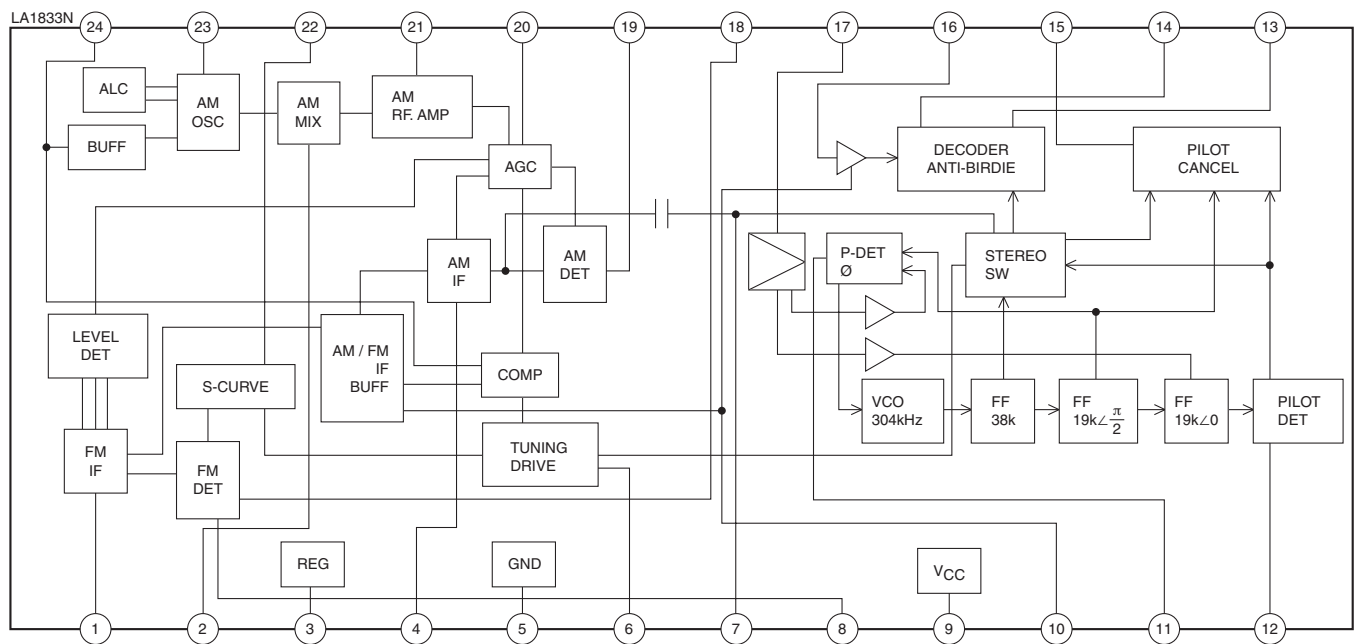 LA1833N
24 23 22 21 20 19 18 17 16 15 14 13
ALC
AM
OSC
BUFF
AM
MIX
AM
RF. AMP
AGC
DECODER
ANTI-BIRDIE
PILOT
CANCEL
AM
IF
AM
DET
P-DET
Ø
STEREO
SW
LEVEL
DET
AM / FM
IF
BUFF
S-CURVE
COMP
VCO
304kHz
FF
38k
FF
19k∠π/2
FF
19k∠0
PILOT
DET
FM
IF
FM
DET
TUNING
DRIVE
REG
GND
VCC
1 2 3 4 5 6 7 8 9 10 11 12